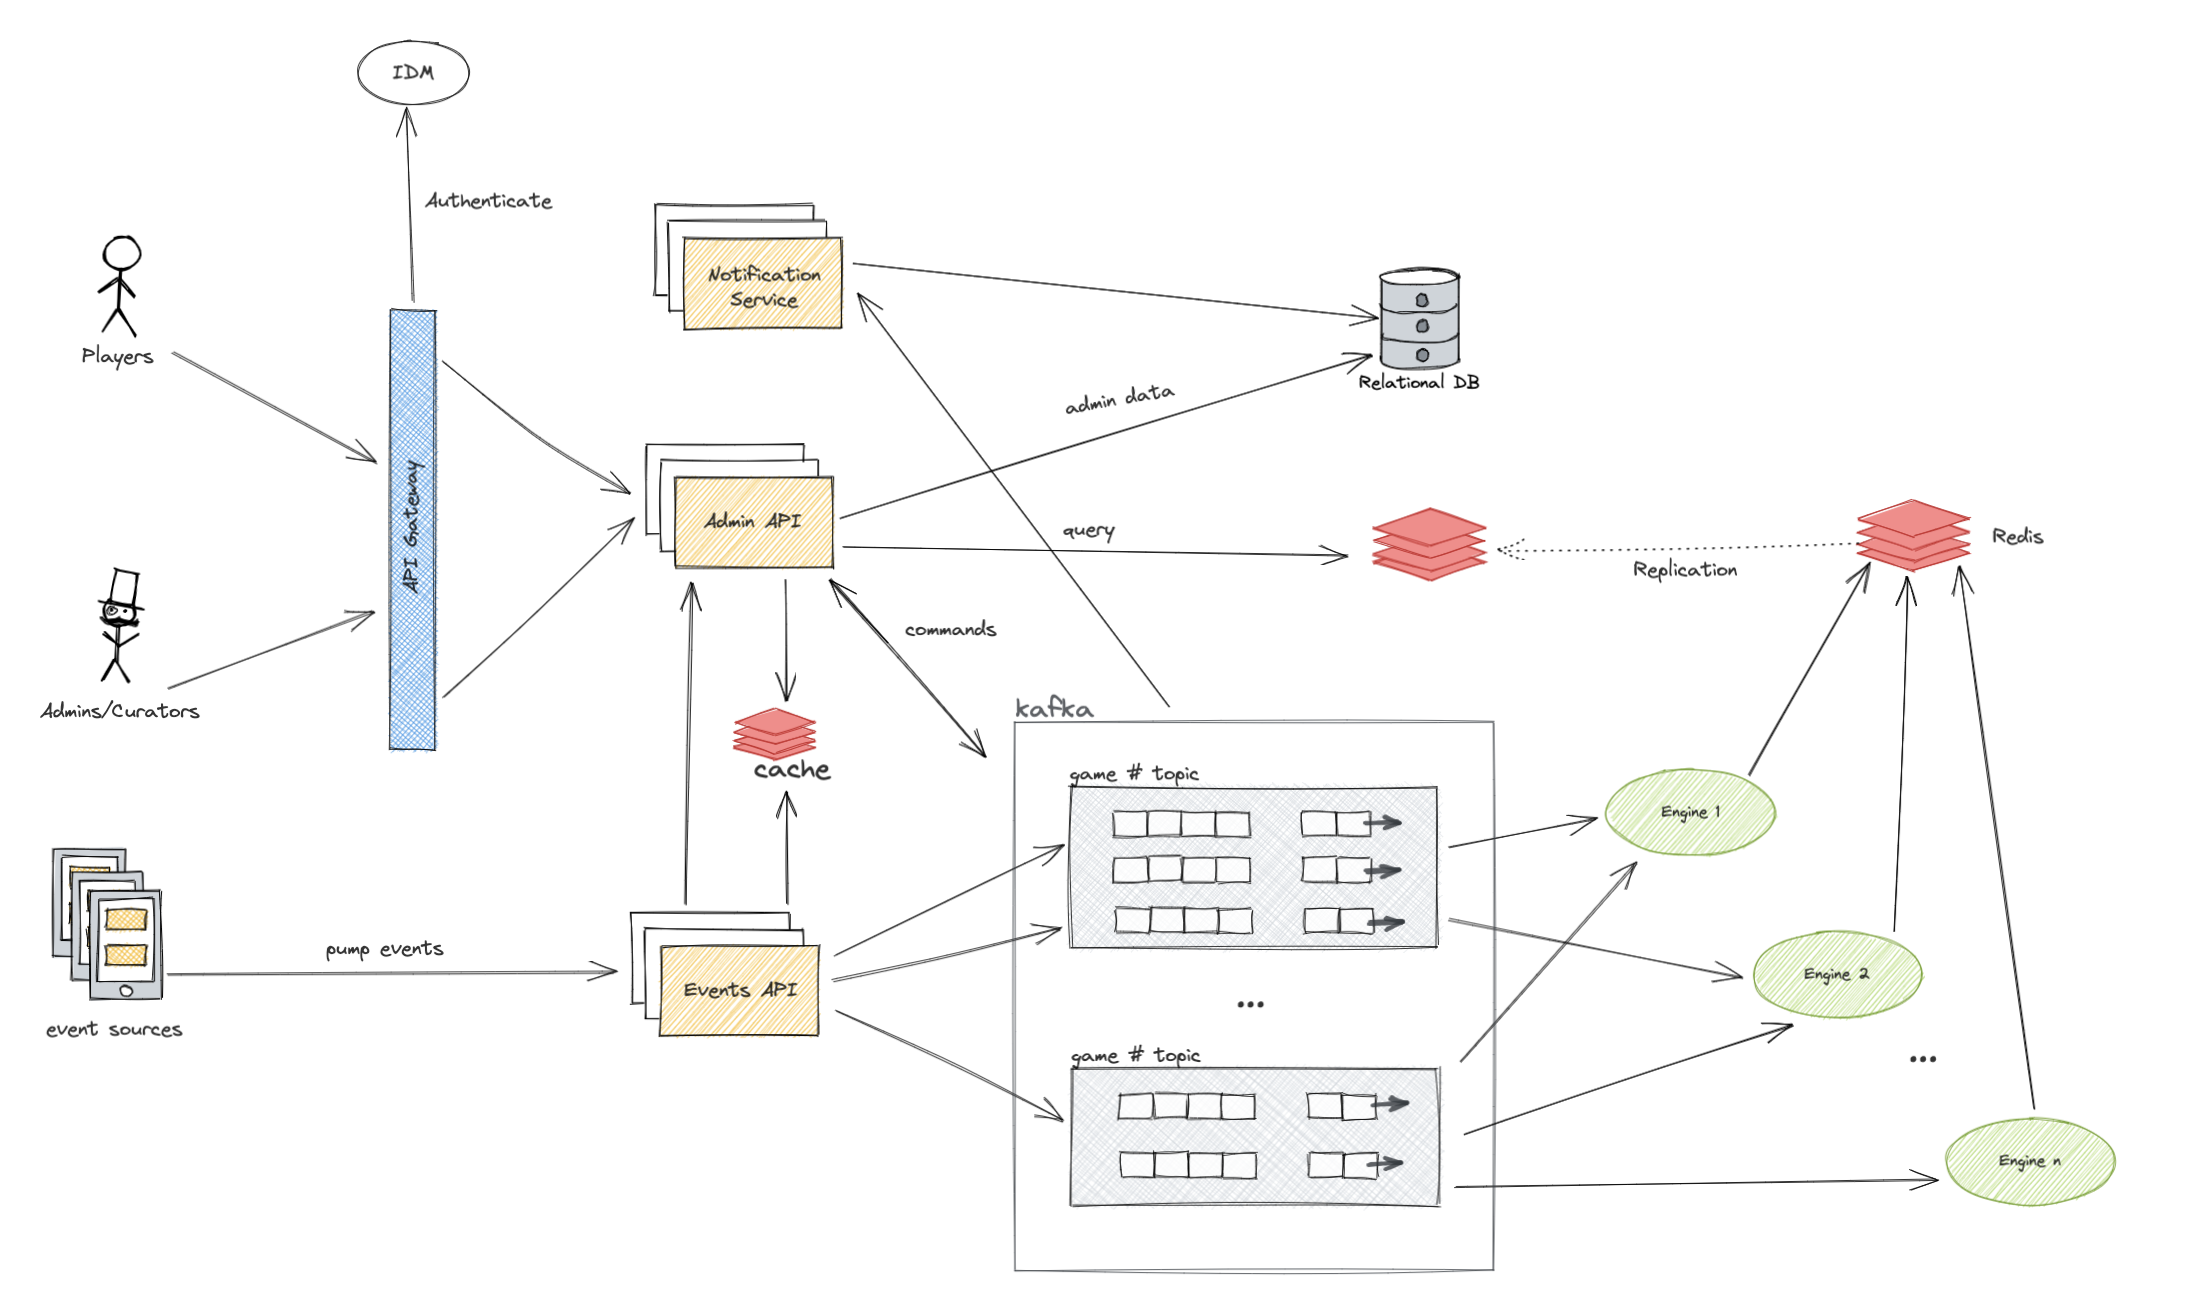 IDM
Authenticate
Players
Notification
Service
Relational DB
admin data
API Gateway
Admin API
query
Redis
Replication
commands
Admins/Curators
kafka
cache
game # topic
Engine 1
pump events
Events API
Engine 2
...
event sources
game # topic
...
Engine n